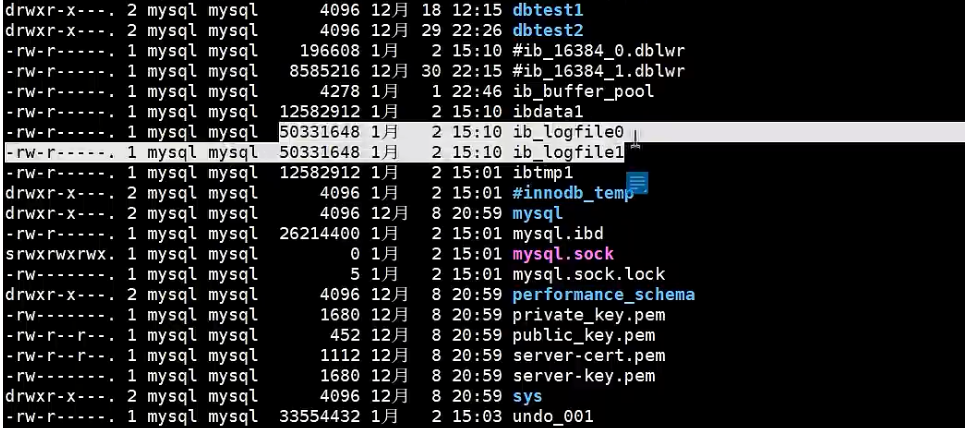 drwxr-x---. 2 mysql mysql     4096 12月 18 12:15 dbtest1
drwxr-x---. 2 mysql mysql     4096 12月 29 22:26 dbtest2
-rw-r-----. 1 mysql mysql   196608 1月   2 15:10 #ib_16384_0.dblwr
-rw-r-----. 1 mysql mysql  8585216 12月 30 22:15 #ib_16384_1.dblwr
-rw-r-----. 1 mysql mysql     4278 1月   1 22:46 ib_buffer_pool
-rw-r-----. 1 mysql mysql 12582912 1月   2 15:10 ibdata1
-rw-r-----. 1 mysql mysql 50331648 1月   2 15:10 ib_logfile0
-rw-r-----. 1 mysql mysql 50331648 1月   2 15:10 ib_logfile1
-rw-r-----. 1 mysql mysql 12582912 1月   2 15:01 ibtmp1
drwxr-x---. 2 mysql mysql     4096 1月   2 15:01 #innodb_temp
drwxr-x---. 2 mysql mysql     4096 12月  8 20:59 mysql
-rw-r-----. 1 mysql mysql 26214400 1月   2 15:01 mysql.ibd
srwxrwxrwx. 1 mysql mysql        0 1月   2 15:01 mysql.sock
-rw-------. 1 mysql mysql        5 1月   2 15:01 mysql.sock.lock
drwxr-x---. 2 mysql mysql     4096 12月  8 20:59 performance_schema
-rw-------. 1 mysql mysql     1680 12月  8 20:59 private_key.pem
-rw-r--r--. 1 mysql mysql      452 12月  8 20:59 public_key.pem
-rw-r--r--. 1 mysql mysql     1112 12月  8 20:59 server-cert.pem
-rw-------. 1 mysql mysql     1680 12月  8 20:59 server-key.pem
drwxr-x---. 2 mysql mysql     4096 12月  8 20:59 sys
-rw-r-----. 1 mysql mysql 33554432 1月   2 15:03 undo_001